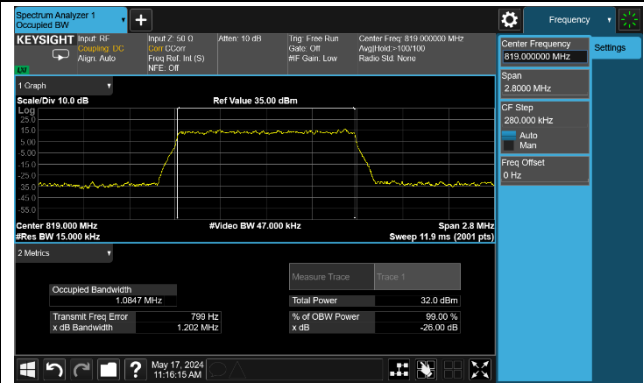 Spectrum Analyzer 1
Occupied BW
Frequency
KEYSIGHT
Input: RF
Coupling: DC
Align: Auto
Input Z: 50 Ω
Corr CCorr
Freq Ref: Int (S)
NFE: Off
Atten: 10 dB
Trig: Free Run
Gate: Off
#IF Gain: Low
Center Freq: 819.000000 MHz
Avg|Hold:>100/100
Radio Std: None
LXI
Center Frequency
819.000000 MHz
Settings
Span
2.8000 MHz
CF Step
280.000 kHz
Auto
Man
Freq Offset
0 Hz
1 Graph
Scale/Div 10.0 dB
Ref Value 35.00 dBm
Log
25.0
15.0
5.00
-5.00
-15.0
-25.0
-35.0
-45.0
-55.0
Center 819.000 MHz
#Video BW 47.000 kHz
Span 2.8 MHz
#Res BW 15.000 kHz
Sweep 11.9 ms (2001 pts)
2 Metrics
Measure Trace
Trace 1
Occupied Bandwidth
1.0847 MHz
Total Power
32.0 dBm
Transmit Freq Error
799 Hz
% of OBW Power
99.00 %
x dB Bandwidth
1.202 MHz
x dB
-26.00 dB
?
May 17, 2024
11:16:15 AM